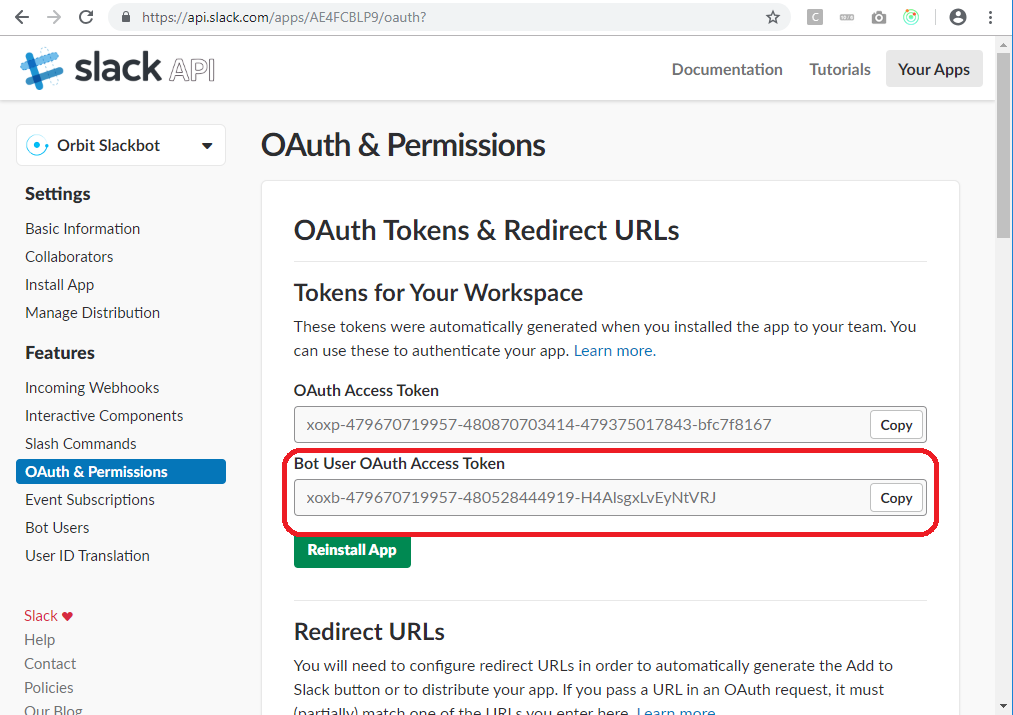 https://api.slack.com/apps/AE4FCBLP9/oauth?
slack API
Documentation
Tutorials
Your Apps
Orbit Slackbot
Settings
Basic Information
Collaborators
Install App
Manage Distribution
Features
Incoming Webhooks
Interactive Components
Slash Commands
OAuth & Permissions
Event Subscriptions
Bot Users
User ID Translation
Slack
Help
Contact
Policies
Our Blog
OAuth & Permissions
OAuth Tokens & Redirect URLs
Tokens for Your Workspace
These tokens were automatically generated when you installed the app to your team. You
can use these to authenticate your app. Learn more.
OAuth Access Token
xoxp-479670719957-480870703414-479375017843-bfc7f8167
Copy
Bot User OAuth Access Token
xoxb-479670719957-480528444919-H4AIsgxLvEyNtVRJ
Copy
Reinstall App
Redirect URLs
You will need to configure redirect URLs in order to automatically generate the Add to
Slack button or to distribute your app. If you pass a URL in an OAuth request, it must
(partially) match one of the URLs you enter here. Learn more